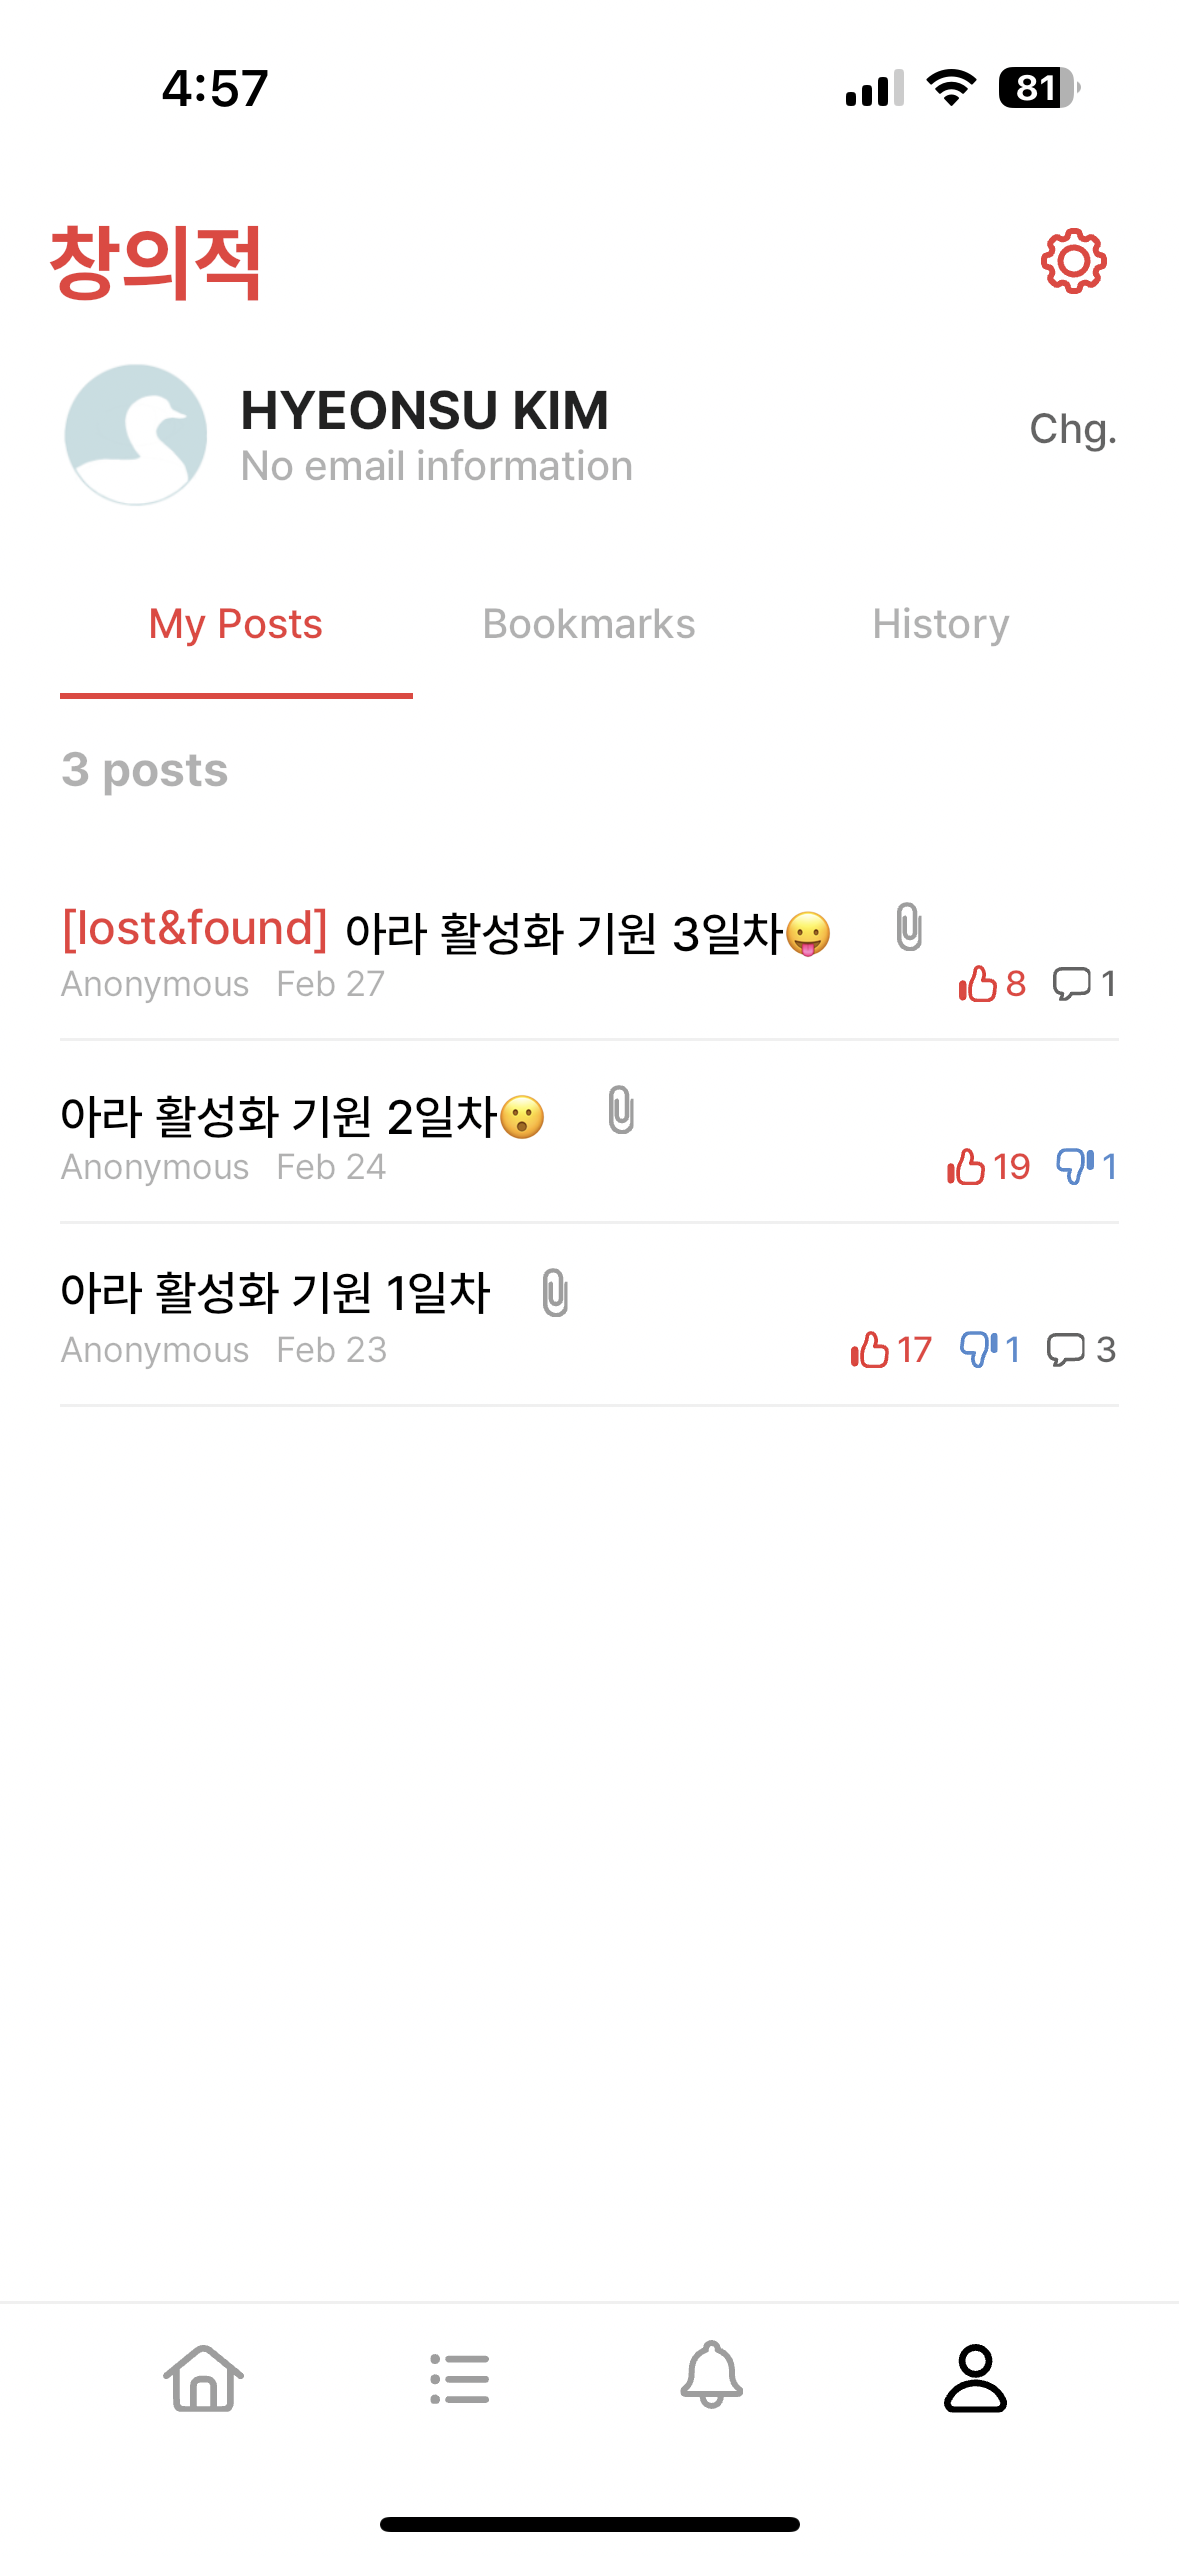 4:57
81
창의적
HYEONSU KIM
No email information
Chg.
My Posts
Bookmarks
History
3 posts
[lost&found] 아라 활성화 기원 3일차😛
Anonymous Feb 27
8 1
아라 활성화 기원 2일차😮
Anonymous Feb 24
19 1
아라 활성화 기원 1일차
Anonymous Feb 23
17 1 3